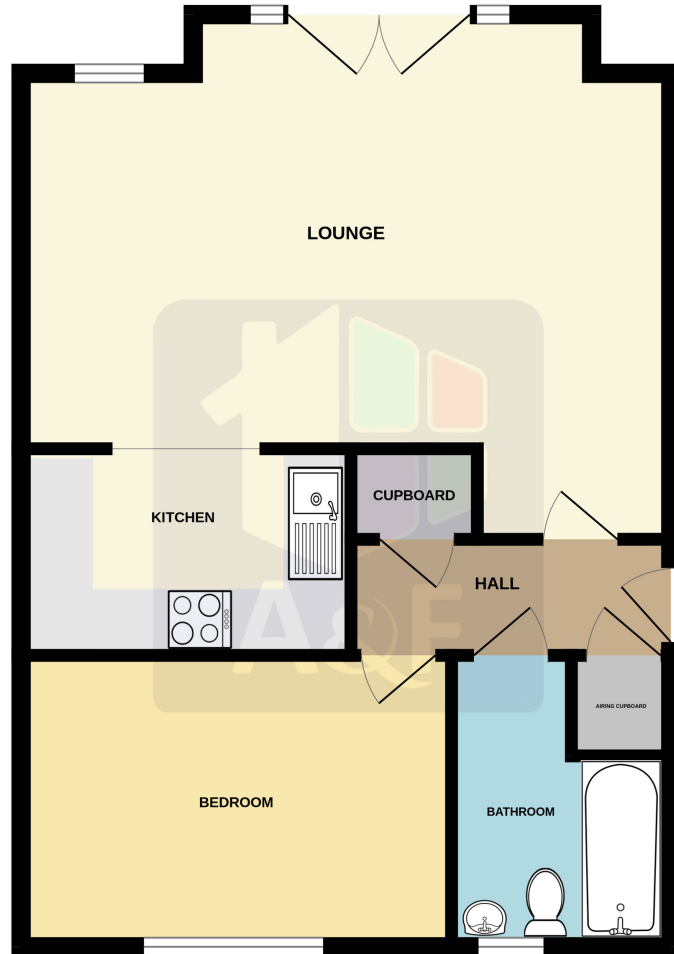 LOUNGE
KITCHEN
CUPBOARD
HALL
A&F
AIRING CUPBOARD
BEDROOM
BATHROOM